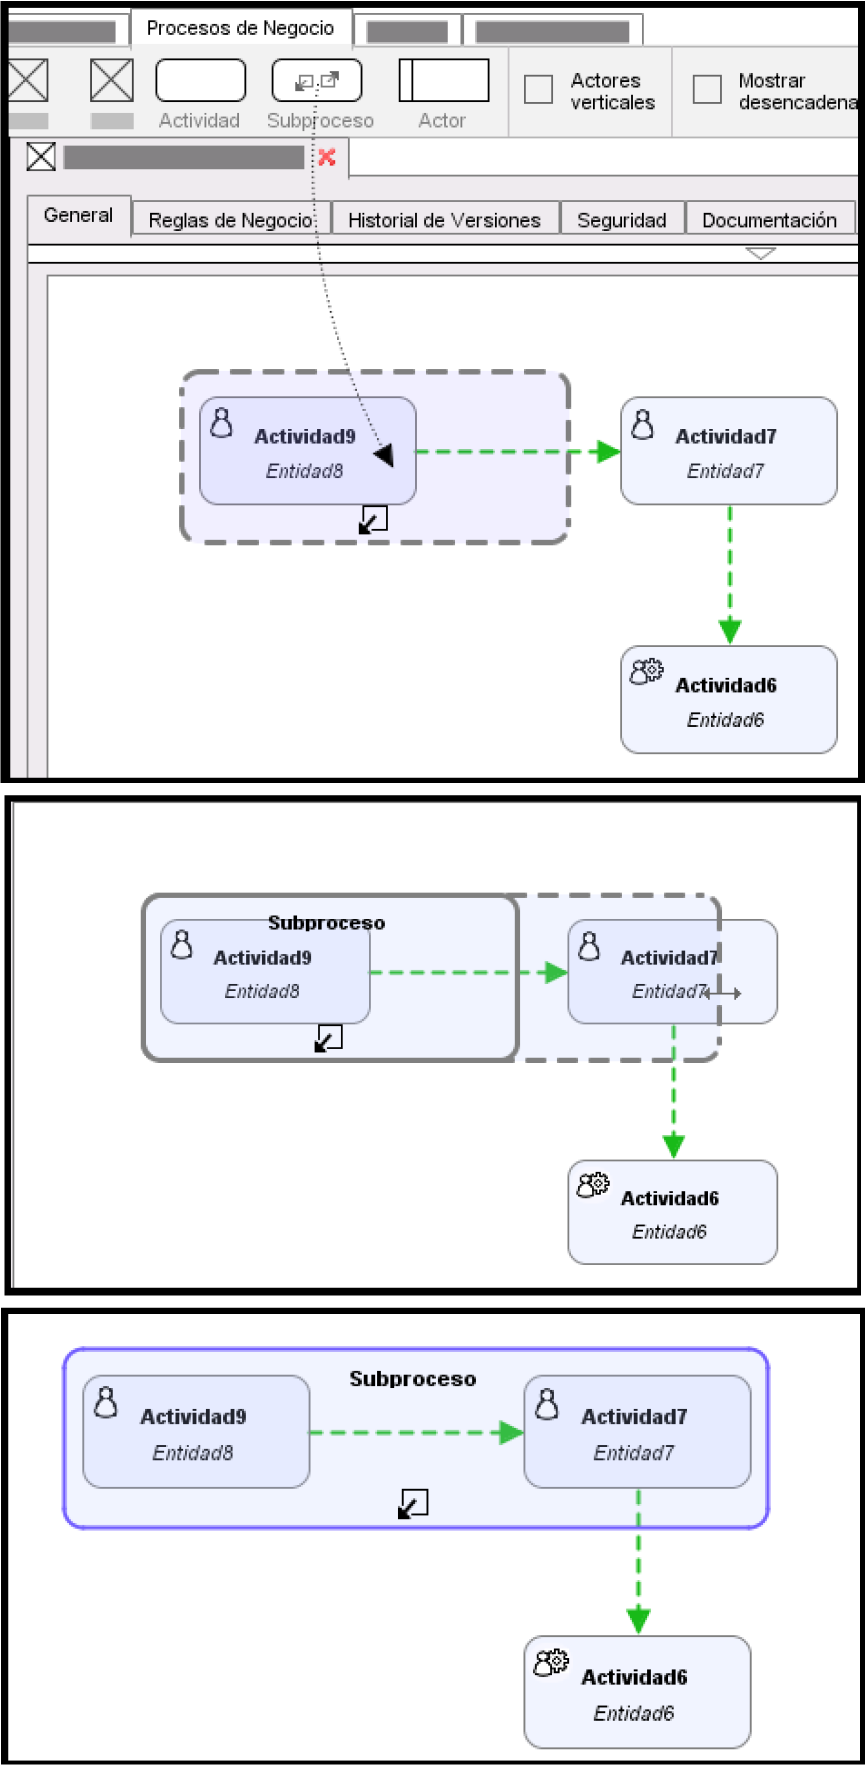 Procesos de Negocio
Actividad
Subproceso
Actor
Actores
verticales
Mostrar
desencadena
General
Reglas de Negocio
Historial de Versiones
Seguridad
Documentación
Actividad9
Entidad8
Actividad7
Entidad7
Actividad6
Entidad6
Subproceso
Actividad9
Entidad8
Actividad7
Entidad7
Actividad6
Entidad6
Subproceso
Actividad9
Entidad8
Actividad7
Entidad7
Actividad6
Entidad6